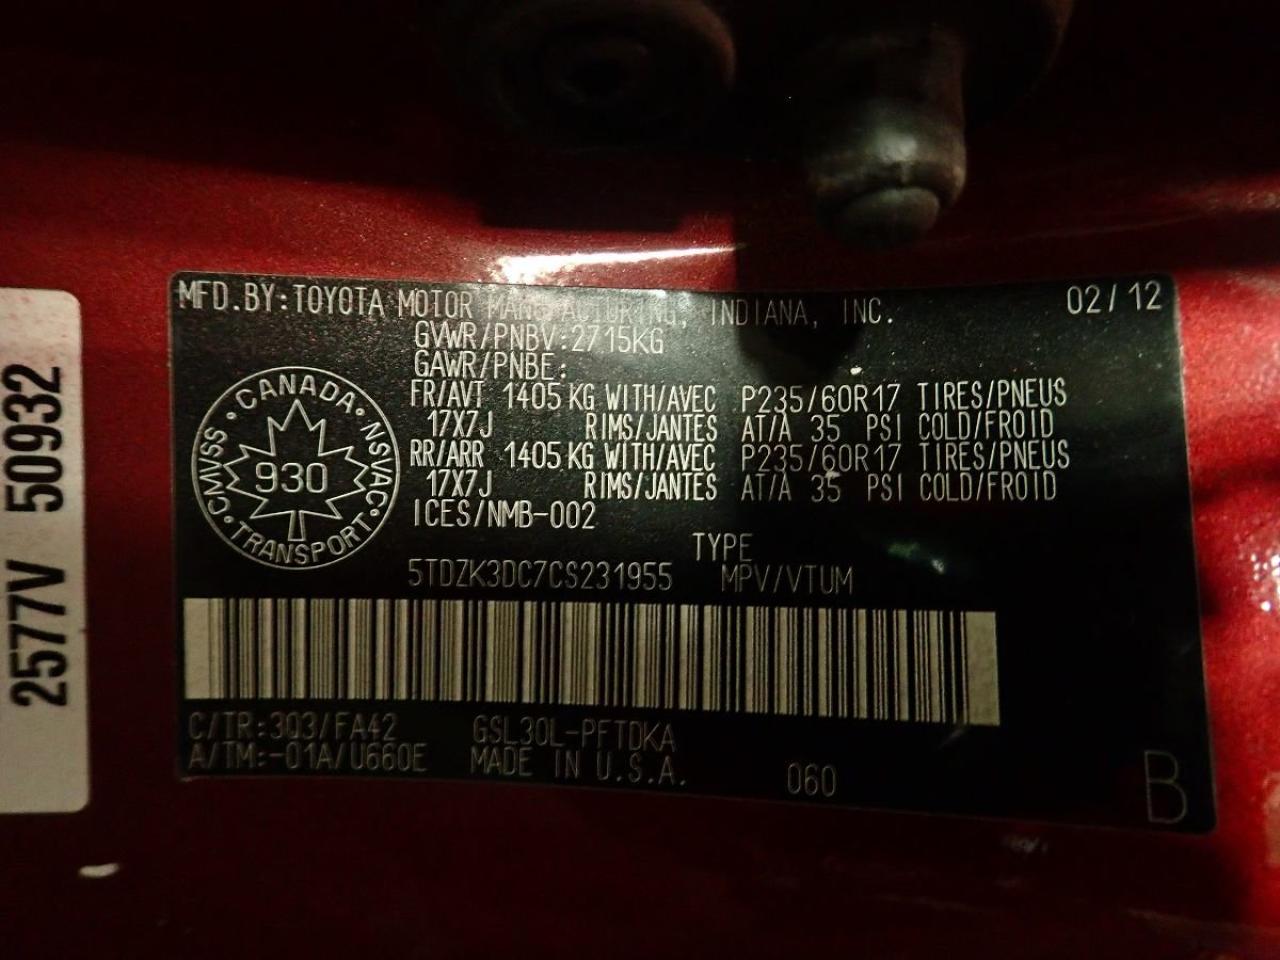 MFD.BY:TOYOTA MOTOR MANUFACTURING, INDIANA, INC. 02/12
GVWR/PNBV:2715KG
GAWR/PNBE:
FR/AVT 1405 KG WITH/AVEC P235/60R17 TIRES/PNEUS
17X7J RIMS/JANTES AT/A 35 PSI COLD/FROID
RR/ARR 1405 KG WITH/AVEC P235/60R17 TIRES/PNEUS
17X7J RIMS/JANTES AT/A 35 PSI COLD/FROID
ICES/NMB-002
CANADA · NSVAC · TRANSPORT · CMVSS ·
930
TYPE
5TDZK3DC7CS231955 MPV/VTUM
C/TR:3Q3/FA42 GSL30L-PFTDKA
A/TM:-01A/U660E MADE IN U.S.A. 060
B
2577V 50932